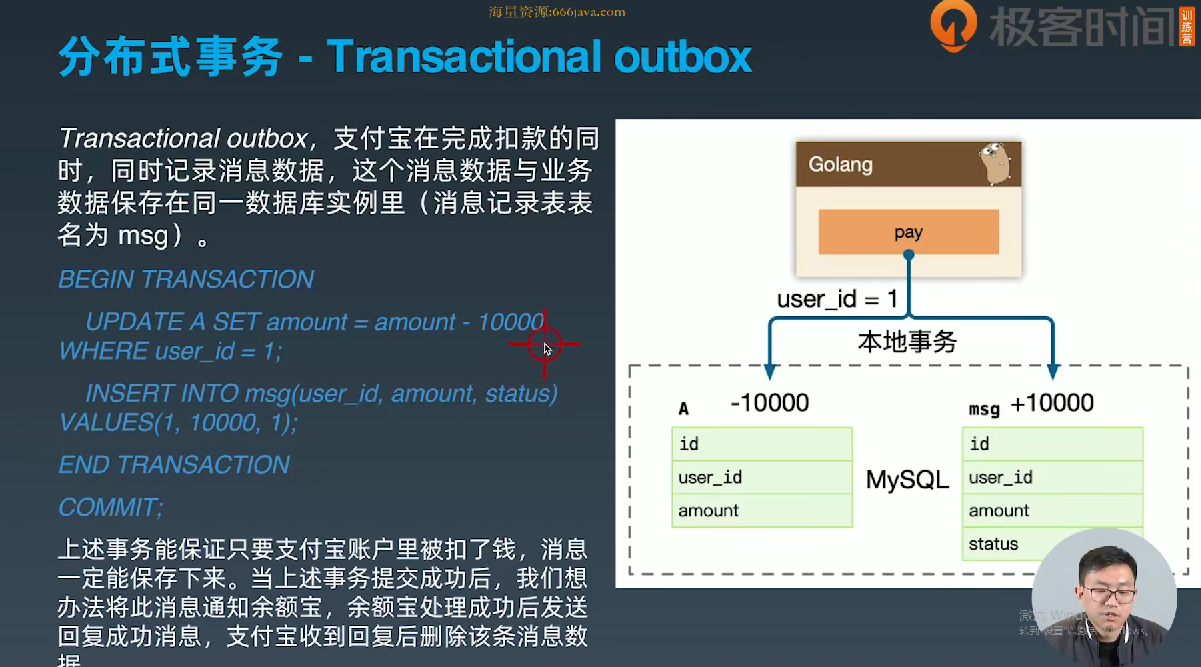 海量资源:666java.com
极客时间
训练营
分布式事务 - Transactional outbox
Transactional outbox，支付宝在完成扣款的同
时，同时记录消息数据，这个消息数据与业务
数据保存在同一数据库实例里（消息记录表表
名为 msg）。
BEGIN TRANSACTION
UPDATE A SET amount = amount - 10000
WHERE user_id = 1;
INSERT INTO msg(user_id, amount, status)
VALUES(1, 10000, 1);
END TRANSACTION
COMMIT;
上述事务能保证只要支付宝账户里被扣了钱，消息
一定能保存下来。当上述事务提交成功后，我们想
办法将此消息通知余额宝，余额宝处理成功后发送
回复成功消息，支付宝收到回复后删除该条消息数
据
Golang
pay
user_id = 1
本地事务
A -10000
id
user_id
amount
MySQL
msg +10000
id
user_id
amount
status